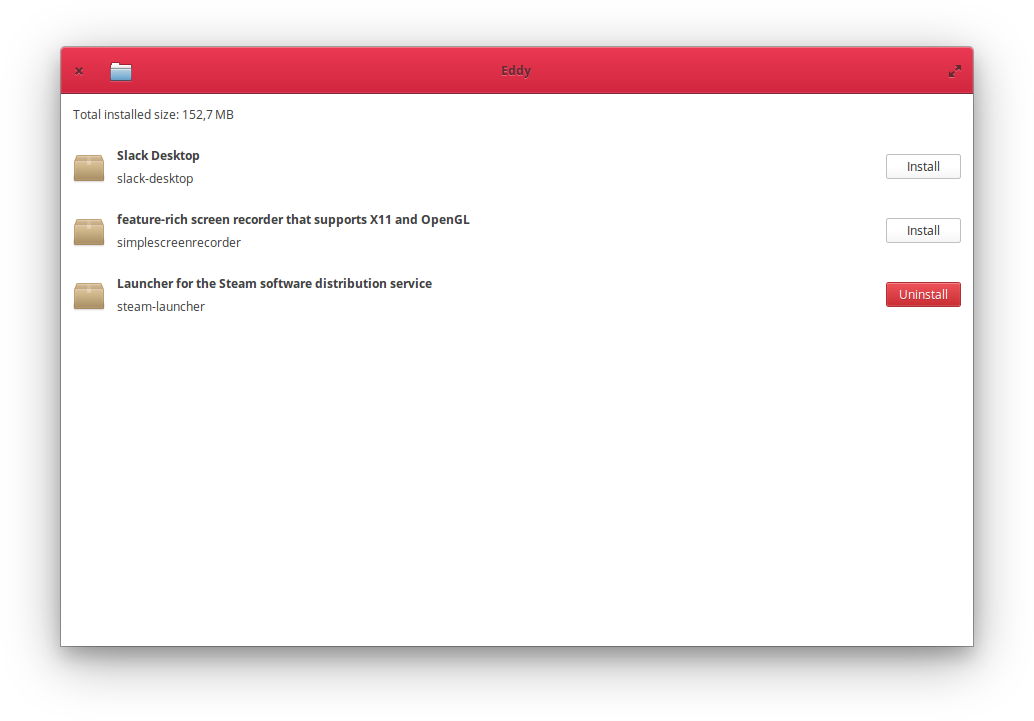 Eddy
Total installed size: 152,7 MB
Slack Desktop
slack-desktop
Install
feature-rich screen recorder that supports X11 and OpenGL
simplescreenrecorder
Install
Launcher for the Steam software distribution service
steam-launcher
Uninstall